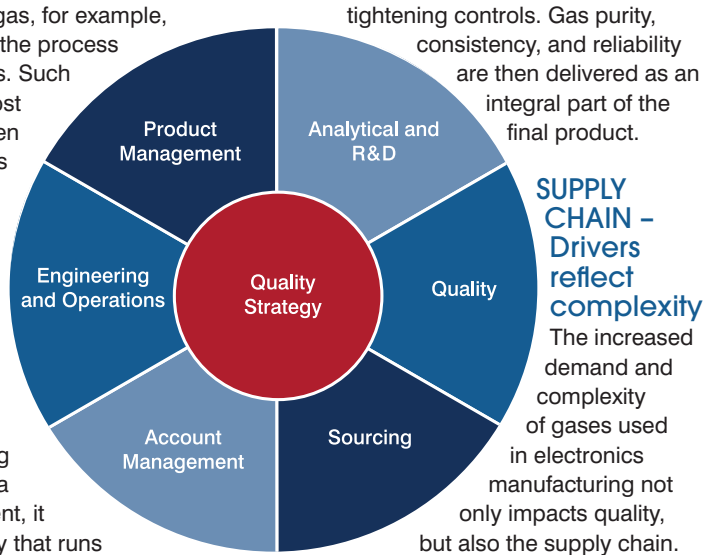 gas, for example,
the process
s. Such
ost
en
s
g
a
ent, it
y that runs
Product
Management
Analytical and
R&D
Engineering
and Operations
Quality
Strategy
Quality
Account
Management
Sourcing
tightening controls. Gas purity,
consistency, and reliability
are then delivered as an
integral part of the
final product.
SUPPLY
CHAIN –
Drivers
reflect
complexity
The increased
demand and
complexity
of gases used
in electronics
manufacturing not
only impacts quality,
but also the supply chain.